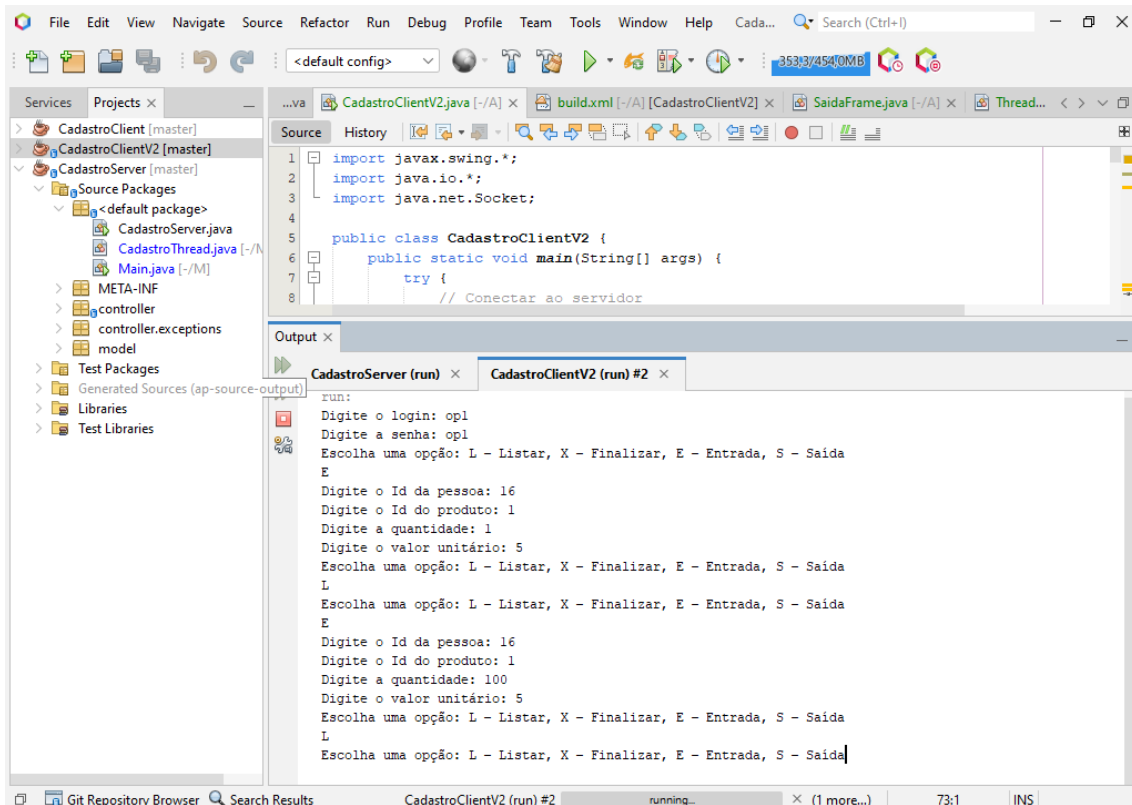 File Edit View Navigate Source Refactor Run Debug Profile Team Tools Window Help Cada... Search (Ctrl+I)
<default config> 353,3/454,0MB
Services Projects
...va CadastroClientV2.java [-/A] build.xml [-/A] [CadastroClientV2] SaidaFrame.java [-/A] Thread...
CadastroClient [master]
CadastroClientV2 [master]
CadastroServer [master]
Source Packages
<default package>
CadastroServer.java
CadastroThread.java [-/M
Main.java [-/M]
META-INF
controller
controller.exceptions
model
Test Packages
Generated Sources (ap-source-output)
Libraries
Test Libraries
Source History
1 import javax.swing.*;
2 import java.io.*;
3 import java.net.Socket;
4
5 public class CadastroClientV2 {
6 public static void main(String[] args) {
7 try {
8 // Conectar ao servidor
Output
CadastroServer (run) CadastroClientV2 (run) #2
run:
Digite o login: op1
Digite a senha: op1
Escolha uma opção: L – Listar, X – Finalizar, E – Entrada, S – Saída
E
Digite o Id da pessoa: 16
Digite o Id do produto: 1
Digite a quantidade: 1
Digite o valor unitário: 5
Escolha uma opção: L – Listar, X – Finalizar, E – Entrada, S – Saída
L
Escolha uma opção: L – Listar, X – Finalizar, E – Entrada, S – Saída
E
Digite o Id da pessoa: 16
Digite o Id do produto: 1
Digite a quantidade: 100
Digite o valor unitário: 5
Escolha uma opção: L – Listar, X – Finalizar, E – Entrada, S – Saída
L
Escolha uma opção: L – Listar, X – Finalizar, E – Entrada, S – Saída
Git Repository Browser Search Results CadastroClientV2 (run) #2 running... (1 more...) 73:1 INS